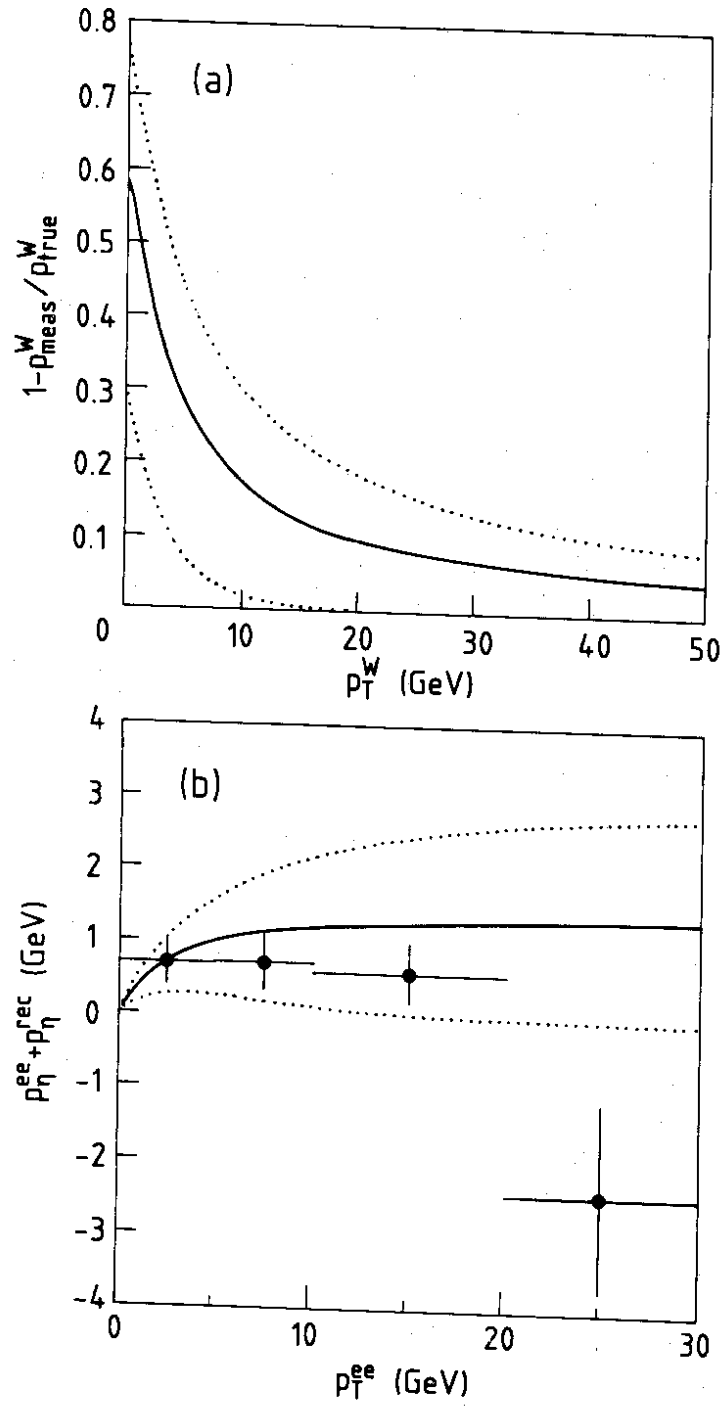 (a)
0.8
0.7
0.6
0.5
0.4
0.3
0.2
0.1
0 10 20 30 40 50
1-p^W_meas/p^W_true
p^W_T (GeV)
(b)
4
3
2
1
0
-1
-2
-3
-4
0 10 20 30
p^ee_η+p^rec_η (GeV)
p^ee_T (GeV)